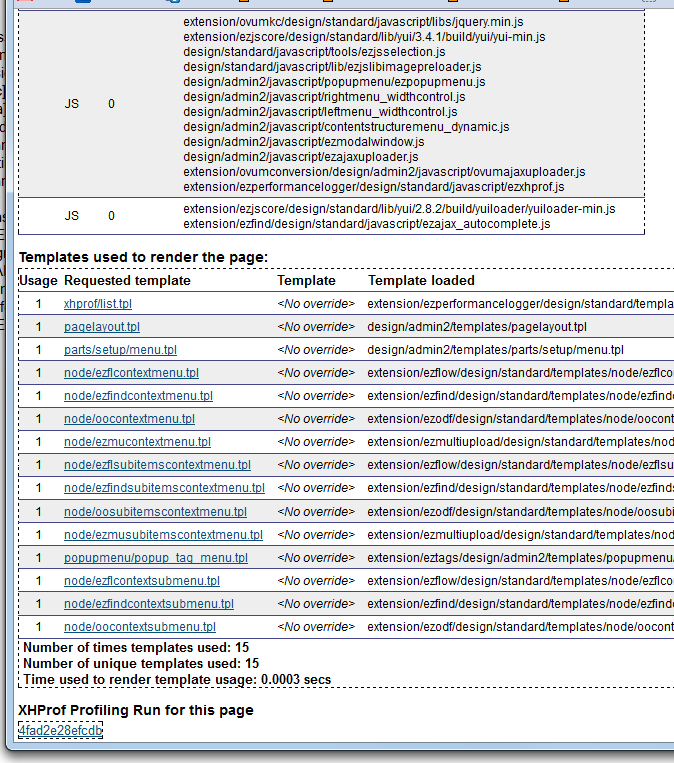 extension/ovumkc/design/standard/javascript/libs/jquery.min.js
extension/ezjscore/design/standard/lib/yui/3.4.1/build/yui/yui-min.js
design/standard/javascript/tools/ezjsselection.js
design/standard/javascript/lib/ezjslibimagepreloader.js
design/admin2/javascript/popupmenu/ezpopupmenu.js
JS 0 design/admin2/javascript/rightmenu_widthcontrol.js
design/admin2/javascript/leftmenu_widthcontrol.js
design/admin2/javascript/contentstructuremenu_dynamic.js
design/admin2/javascript/ezmodalwindow.js
design/admin2/javascript/ezajaxuploader.js
extension/ovumconversion/design/admin2/javascript/ovumajaxuploader.js
extension/ezperformancelogger/design/standard/javascript/ezxhprof.js
JS 0 extension/ezjscore/design/standard/lib/yui/2.8.2/build/yuiloader/yuiloader-min.js
extension/ezfind/design/standard/javascript/ezajax_autocomplete.js
Templates used to render the page:
Usage Requested template Template Template loaded
1 xhprof/list.tpl <No override> extension/ezperformancelogger/design/standard/templa
1 pagelayout.tpl <No override> design/admin2/templates/pagelayout.tpl
1 parts/setup/menu.tpl <No override> design/admin2/templates/parts/setup/menu.tpl
1 node/ezflcontextmenu.tpl <No override> extension/ezflow/design/standard/templates/node/ezflco
1 node/ezfindcontextmenu.tpl <No override> extension/ezfind/design/standard/templates/node/ezfind
1 node/oocontextmenu.tpl <No override> extension/ezodf/design/standard/templates/node/oocont
1 node/ezmucontextmenu.tpl <No override> extension/ezmultiupload/design/standard/templates/nod
1 node/ezflsubitemscontextmenu.tpl <No override> extension/ezflow/design/standard/templates/node/ezflsu
1 node/ezfindsubitemscontextmenu.tpl <No override> extension/ezfind/design/standard/templates/node/ezfinds
1 node/oosubitemscontextmenu.tpl <No override> extension/ezodf/design/standard/templates/node/oosubi
1 node/ezmusubitemscontextmenu.tpl <No override> extension/ezmultiupload/design/standard/templates/nod
1 popupmenu/popup_tag_menu.tpl <No override> extension/eztags/design/admin2/templates/popupmenu/
1 node/ezflcontextsubmenu.tpl <No override> extension/ezflow/design/standard/templates/node/ezflco
1 node/ezfindcontextsubmenu.tpl <No override> extension/ezfind/design/standard/templates/node/ezfind
1 node/oocontextsubmenu.tpl <No override> extension/ezodf/design/standard/templates/node/oocont
Number of times templates used: 15
Number of unique templates used: 15
Time used to render template usage: 0.0003 secs
XHProf Profiling Run for this page
4fad2e28efcdb